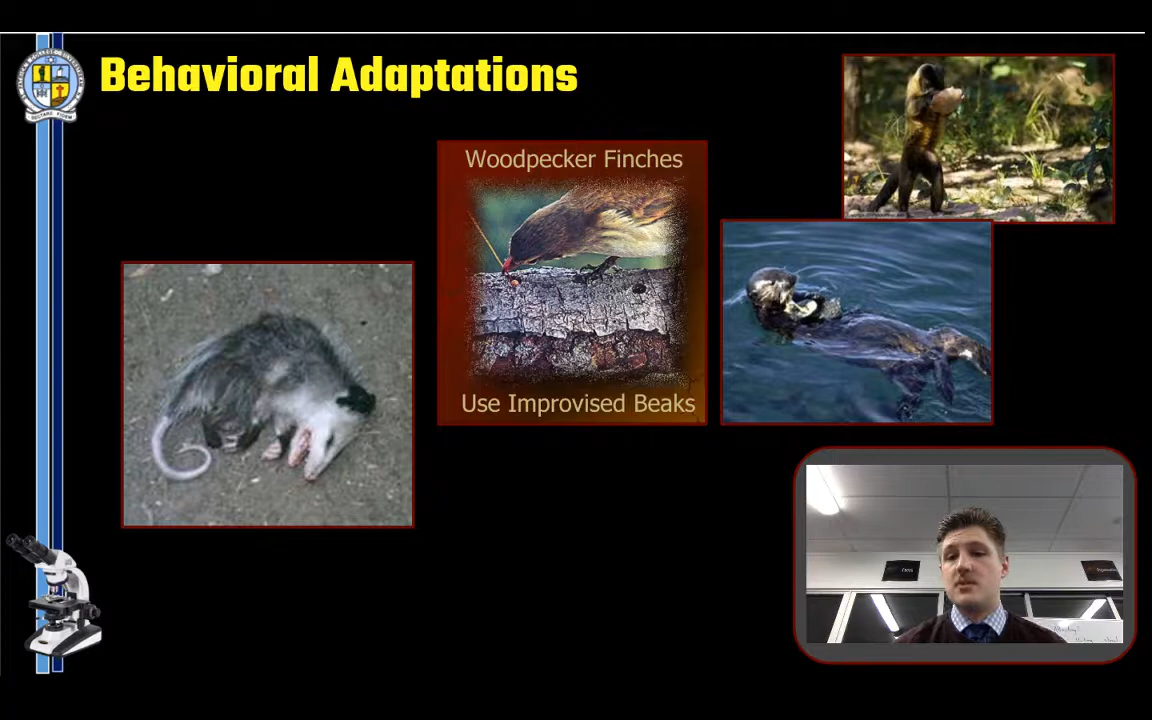 Behavioral Adaptations
Woodpecker Finches
Use Improvised Beaks